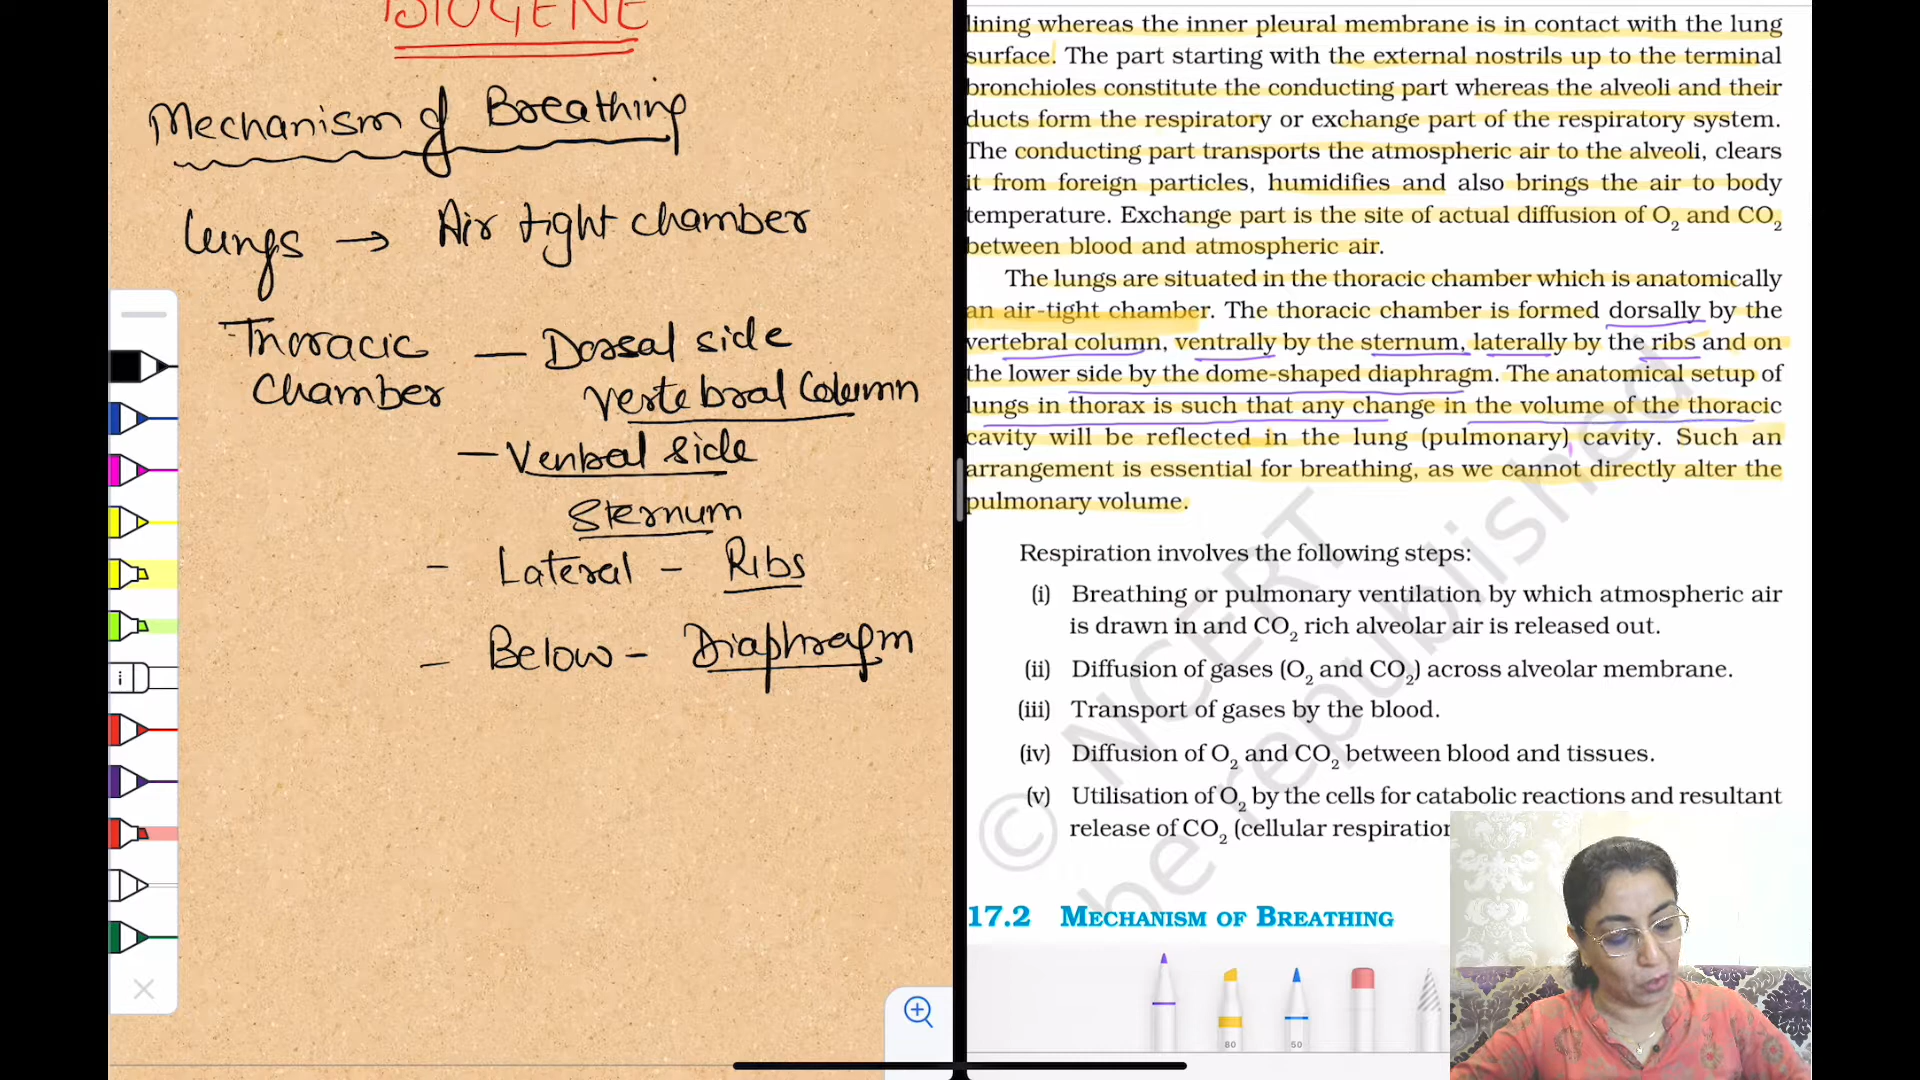 BIOGENE
Mechanism of Breathing
Lungs → Air tight chamber
Thoracic — Dorsal side
Chamber Vertebral Column
— Ventral side
Sternum
- Lateral - Ribs
- Below - Diaphragm
lining whereas the inner pleural membrane is in contact with the lung
surface. The part starting with the external nostrils up to the terminal
bronchioles constitute the conducting part whereas the alveoli and their
ducts form the respiratory or exchange part of the respiratory system.
The conducting part transports the atmospheric air to the alveoli, clears
it from foreign particles, humidifies and also brings the air to body
temperature. Exchange part is the site of actual diffusion of O₂ and CO₂
between blood and atmospheric air.
The lungs are situated in the thoracic chamber which is anatomically
an air-tight chamber. The thoracic chamber is formed dorsally by the
vertebral column, ventrally by the sternum, laterally by the ribs and on
the lower side by the dome-shaped diaphragm. The anatomical setup of
lungs in thorax is such that any change in the volume of the thoracic
cavity will be reflected in the lung (pulmonary) cavity. Such an
arrangement is essential for breathing, as we cannot directly alter the
pulmonary volume.
Respiration involves the following steps:
(i) Breathing or pulmonary ventilation by which atmospheric air
is drawn in and CO₂ rich alveolar air is released out.
(ii) Diffusion of gases (O₂ and CO₂) across alveolar membrane.
(iii) Transport of gases by the blood.
(iv) Diffusion of O₂ and CO₂ between blood and tissues.
(v) Utilisation of O₂ by the cells for catabolic reactions and resultant
release of CO₂ (cellular respiration
17.2 MECHANISM OF BREATHING
© NCERT
be republished
80 50